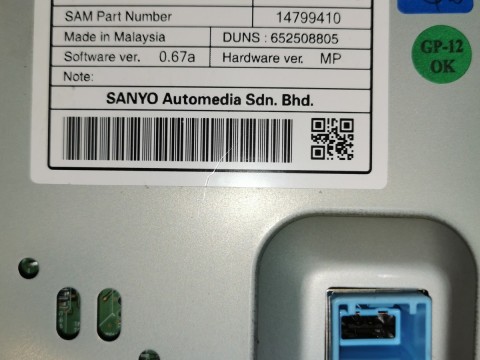 SAM Part Number 14799410
Made in Malaysia DUNS : 652508805
Software ver. 0.67a Hardware ver. MP
Note:
SANYO Automedia Sdn. Bhd.
GP-12
OK